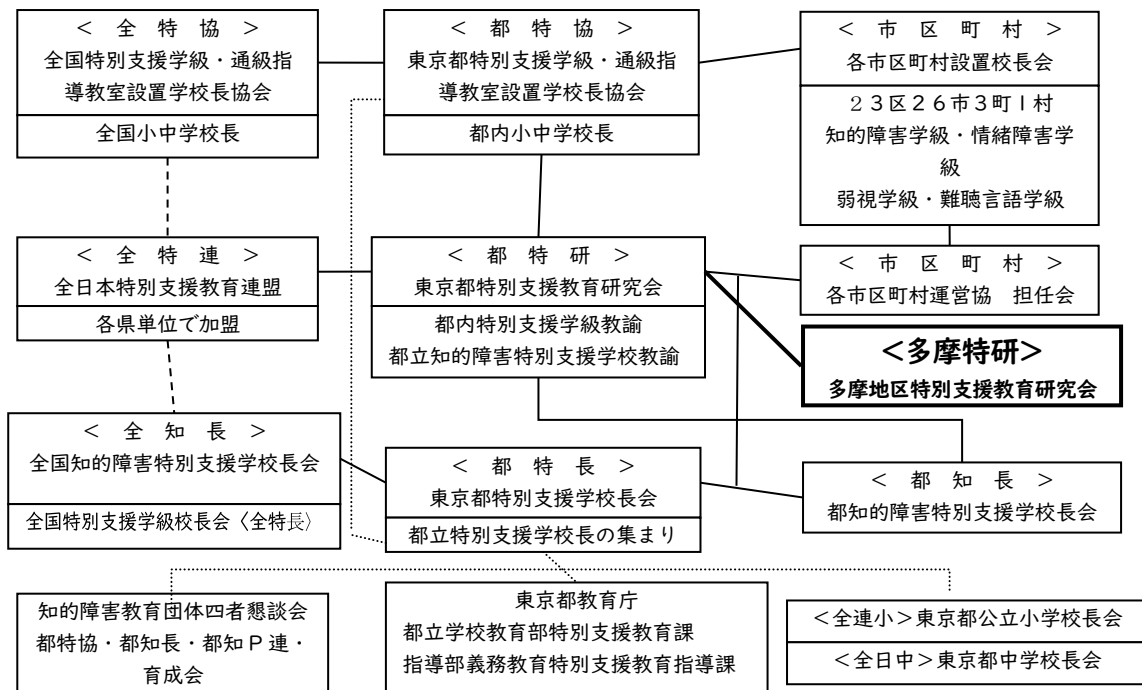 ＜ 全 特 協 ＞
全国特別支援学級・通級指
導教室設置学校長協会
全国小中学校長
＜ 都 特 協 ＞
東京都特別支援学級・通級指
導教室設置学校長協会
都内小中学校長
＜ 市 区 町 村 ＞
各市区町村設置校長会
２３区２６市３町１村
知的障害学級・情緒障害学
級
弱視学級・難聴言語学級
＜ 全 特 連 ＞
全日本特別支援教育連盟
各県単位で加盟
＜ 都 特 研 ＞
東京都特別支援教育研究会
都内特別支援学級教諭
都立知的障害特別支援学校教諭
＜ 市 区 町 村 ＞
各市区町村運営協　担任会
＜多摩特研＞
多摩地区特別支援教育研究会
＜ 全 知 長 ＞
全国知的障害特別支援学校長会
全国特別支援学級校長会〈全特長〉
＜ 都 特 長 ＞
東京都特別支援学校長会
都立特別支援学校長の集まり
＜ 都 知 長 ＞
都知的障害特別支援学校長会
知的障害教育団体四者懇談会
都特協・都知長・都知Ｐ連・
育成会
東京都教育庁
都立学校教育部特別支援教育課
指導部義務教育特別支援教育指導課
＜全連小＞東京都公立小学校長会
＜全日中＞東京都中学校長会